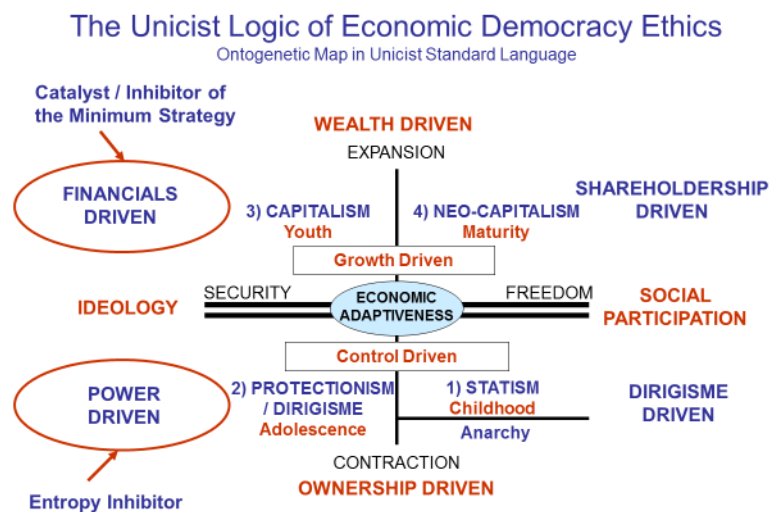 The Unicist Logic of Economic Democracy Ethics
Ontogenetic Map in Unicist Standard Language
Catalyst / Inhibitor of
the Minimum Strategy
WEALTH DRIVEN
EXPANSION
FINANCIALS
DRIVEN
3) CAPITALISM
Youth
4) NEO-CAPITALISM
Maturity
SHAREHOLDERSHIP
DRIVEN
Growth Driven
IDEOLOGY
SECURITY
ECONOMIC
ADAPTIVENESS
FREEDOM
SOCIAL
PARTICIPATION
Control Driven
POWER
DRIVEN
2) PROTECTIONISM
/ DIRIGISME
Adolescence
1) STATISM
Childhood
Anarchy
DIRIGISME
DRIVEN
CONTRACTION
OWNERSHIP DRIVEN
Entropy Inhibitor